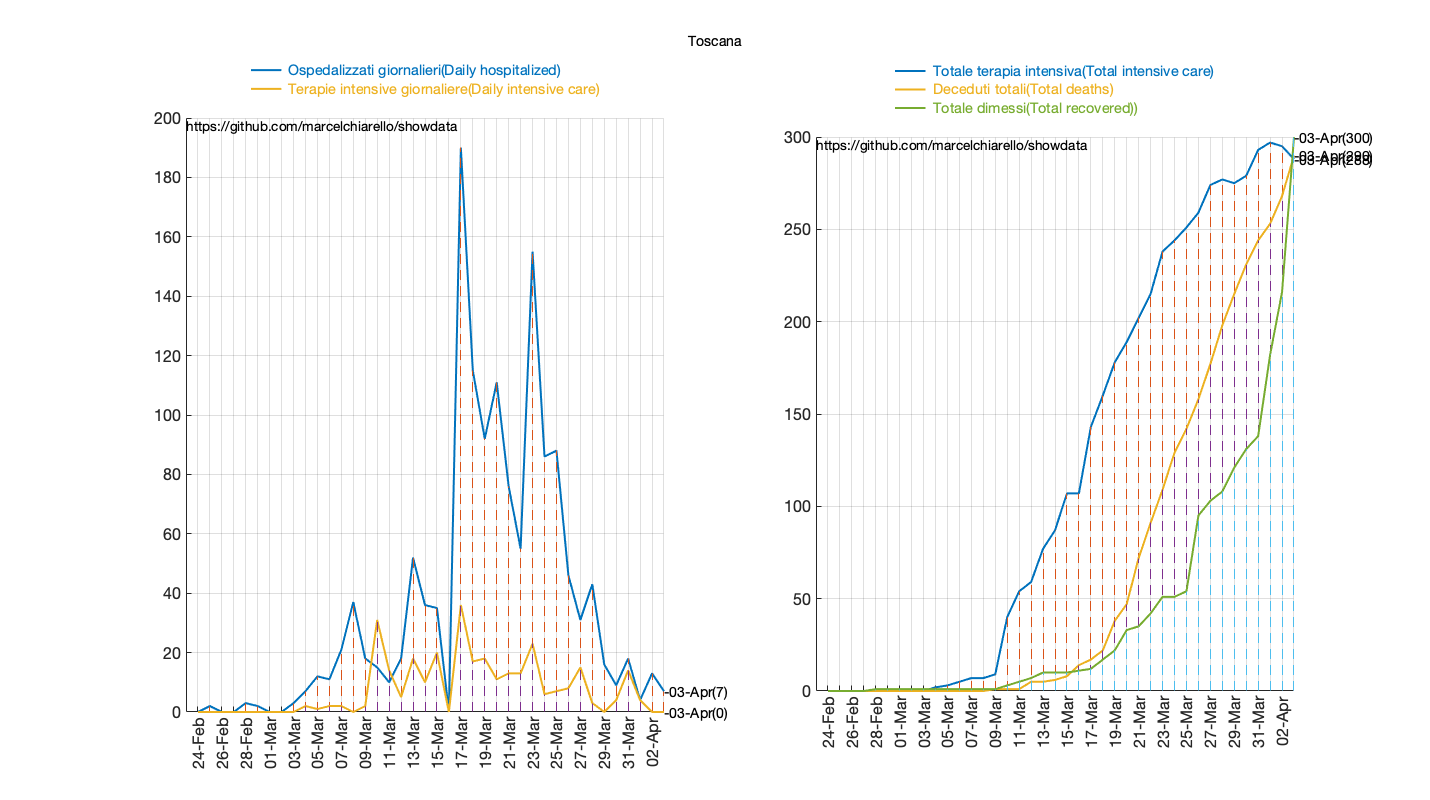 Toscana
Ospedalizzati giornalieri(Daily hospitalized)
Terapie intensive giornaliere(Daily intensive care)
200
180
160
140
120
100
80
60
40
20
0
https://github.com/marcelchiarello/showdata
-03-Apr(7)
-03-Apr(0)
24-Feb
26-Feb
28-Feb
01-Mar
03-Mar
05-Mar
07-Mar
09-Mar
11-Mar
13-Mar
15-Mar
17-Mar
19-Mar
21-Mar
23-Mar
25-Mar
27-Mar
29-Mar
31-Mar
02-Apr
Totale terapia intensiva(Total intensive care)
Deceduti totali(Total deaths)
Totale dimessi(Total recovered))
300
250
200
150
100
50
0
https://github.com/marcelchiarello/showdata
-03-Apr(300)
24-Feb
26-Feb
28-Feb
01-Mar
03-Mar
05-Mar
07-Mar
09-Mar
11-Mar
13-Mar
15-Mar
17-Mar
19-Mar
21-Mar
23-Mar
25-Mar
27-Mar
29-Mar
31-Mar
02-Apr